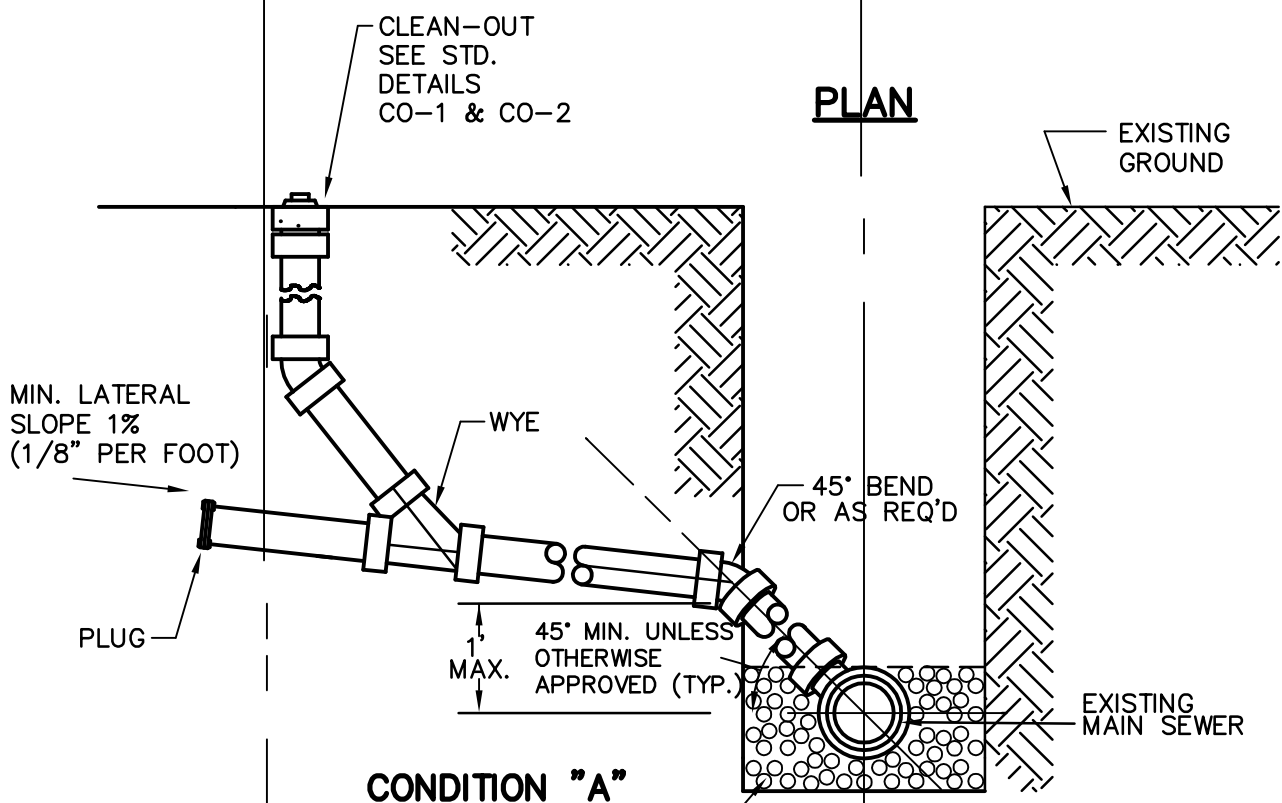 CLEAN-OUT
SEE STD.
DETAILS
CO-1 & CO-2
PLAN
EXISTING
GROUND
MIN. LATERAL
SLOPE 1%
(1/8" PER FOOT)
WYE
45° BEND
OR AS REQ'D
PLUG
1'
MAX.
45° MIN. UNLESS
OTHERWISE
APPROVED (TYP.)
EXISTING
MAIN SEWER
CONDITION "A"